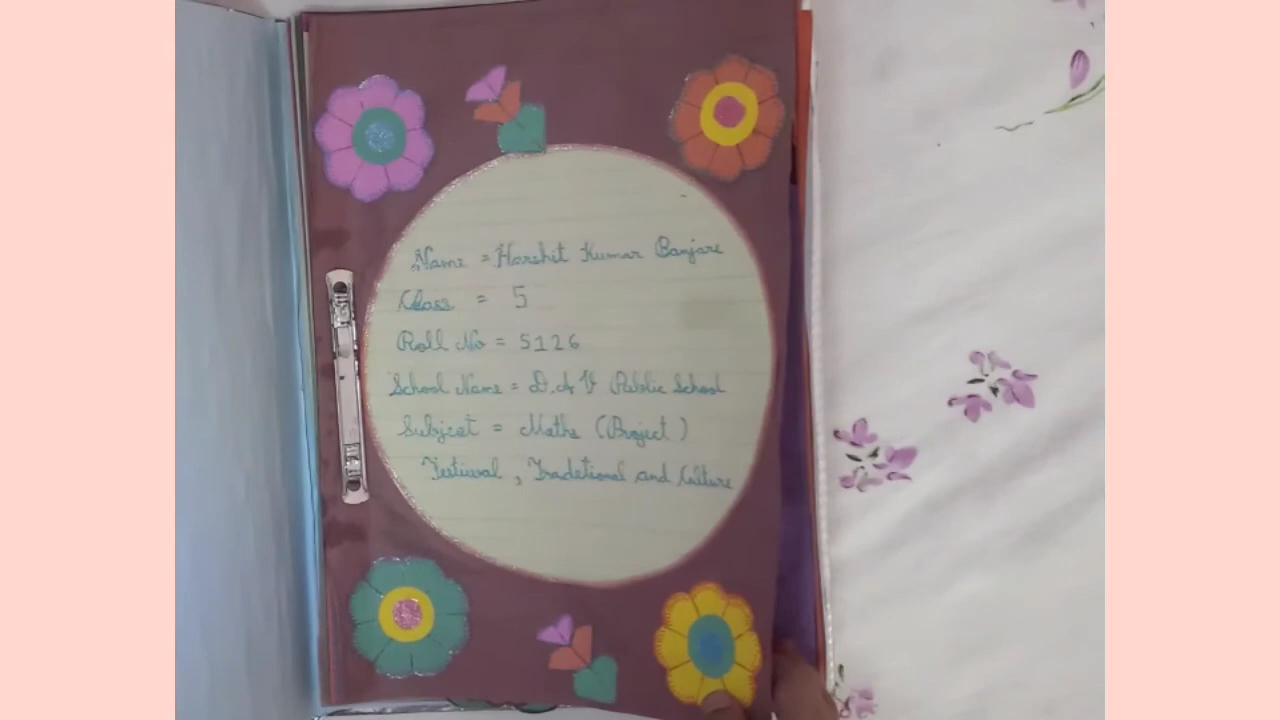 Name = Harshit Kumar Banjare
Class = 5
Roll No = 5126
School Name = D.A V Public School
Subject = Maths (Project)
Festival , Tradetional and Culture